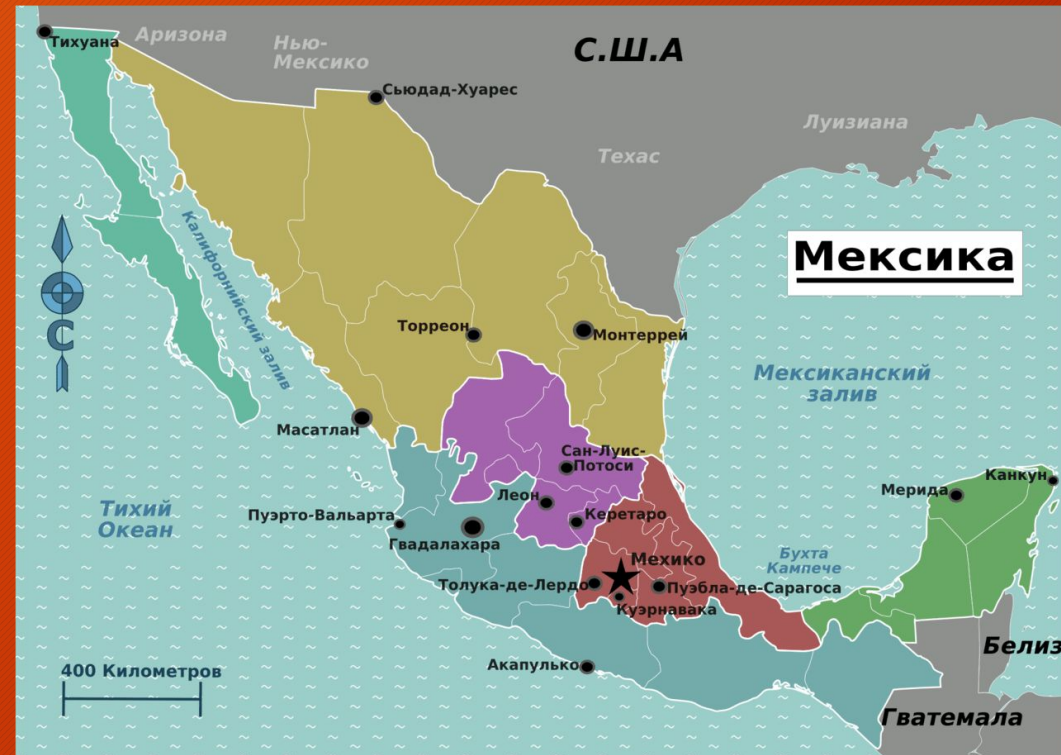 Тихуана
Аризона
Нью-
Мексико
С.Ш.А
Сьюдад-Хуарес
Луизиана
Техас
Калифорнийский залив
Мексика
С
Торреон
Монтеррей
Мексиканский
залив
Масатлан
Сан-Луис-
Потоси
Леон
Мерида
Канкун
Тихий
Океан
Пуэрто-Вальарта
Керетаро
Гвадалахара
Бухта
Кампече
Мехико
Толука-де-Лердо
Пуэбла-де-Сарагоса
Куэрнавака
Белиз
Акапулько
400 Километров
Гватемала